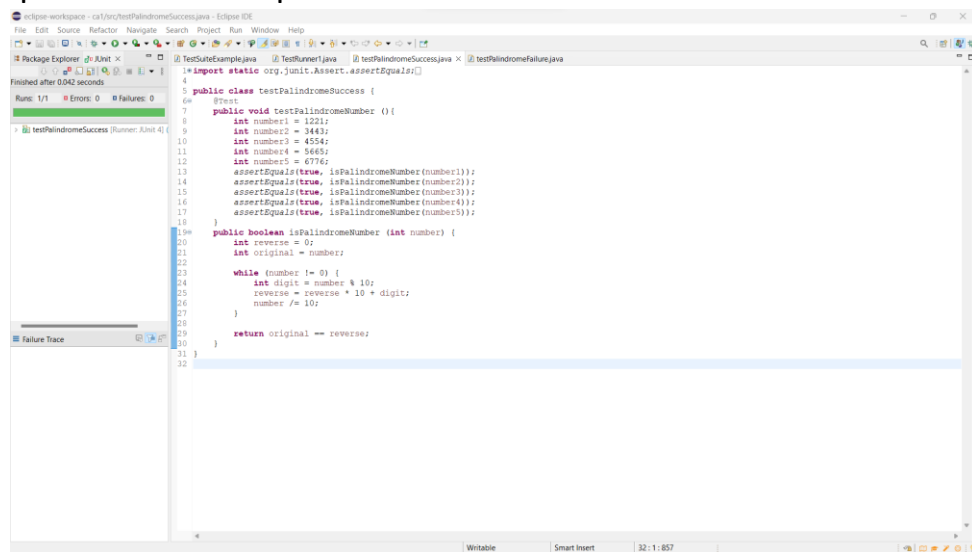 eclipse-workspace - ca1/src/testPalindromeSuccess.java - Eclipse IDE
File Edit Source Refactor Navigate Search Project Run Window Help
Package Explorer JUnit
TestSuiteExample.java TestRunner1.java testPalindromeSuccess.java testPalindromeFailure.java
Finished after 0.042 seconds
Runs: 1/1 Errors: 0 Failures: 0
testPalindromeSuccess [Runner: JUnit 4] (
1 import static org.junit.Assert.assertEquals;
4
5 public class testPalindromeSuccess {
6 @Test
7 public void testPalindromeNumber (){
8 int number1 = 1221;
9 int number2 = 3443;
10 int number3 = 4554;
11 int number4 = 5665;
12 int number5 = 6776;
13 assertEquals(true, isPalindromeNumber(number1));
14 assertEquals(true, isPalindromeNumber(number2));
15 assertEquals(true, isPalindromeNumber(number3));
16 assertEquals(true, isPalindromeNumber(number4));
17 assertEquals(true, isPalindromeNumber(number5));
18 }
19 public boolean isPalindromeNumber (int number) {
20 int reverse = 0;
21 int original = number;
22
23 while (number != 0) {
24 int digit = number % 10;
25 reverse = reverse * 10 + digit;
26 number /= 10;
27 }
28
29 return original == reverse;
30 }
31 }
32
Failure Trace
Writable Smart Insert 32 : 1 : 857